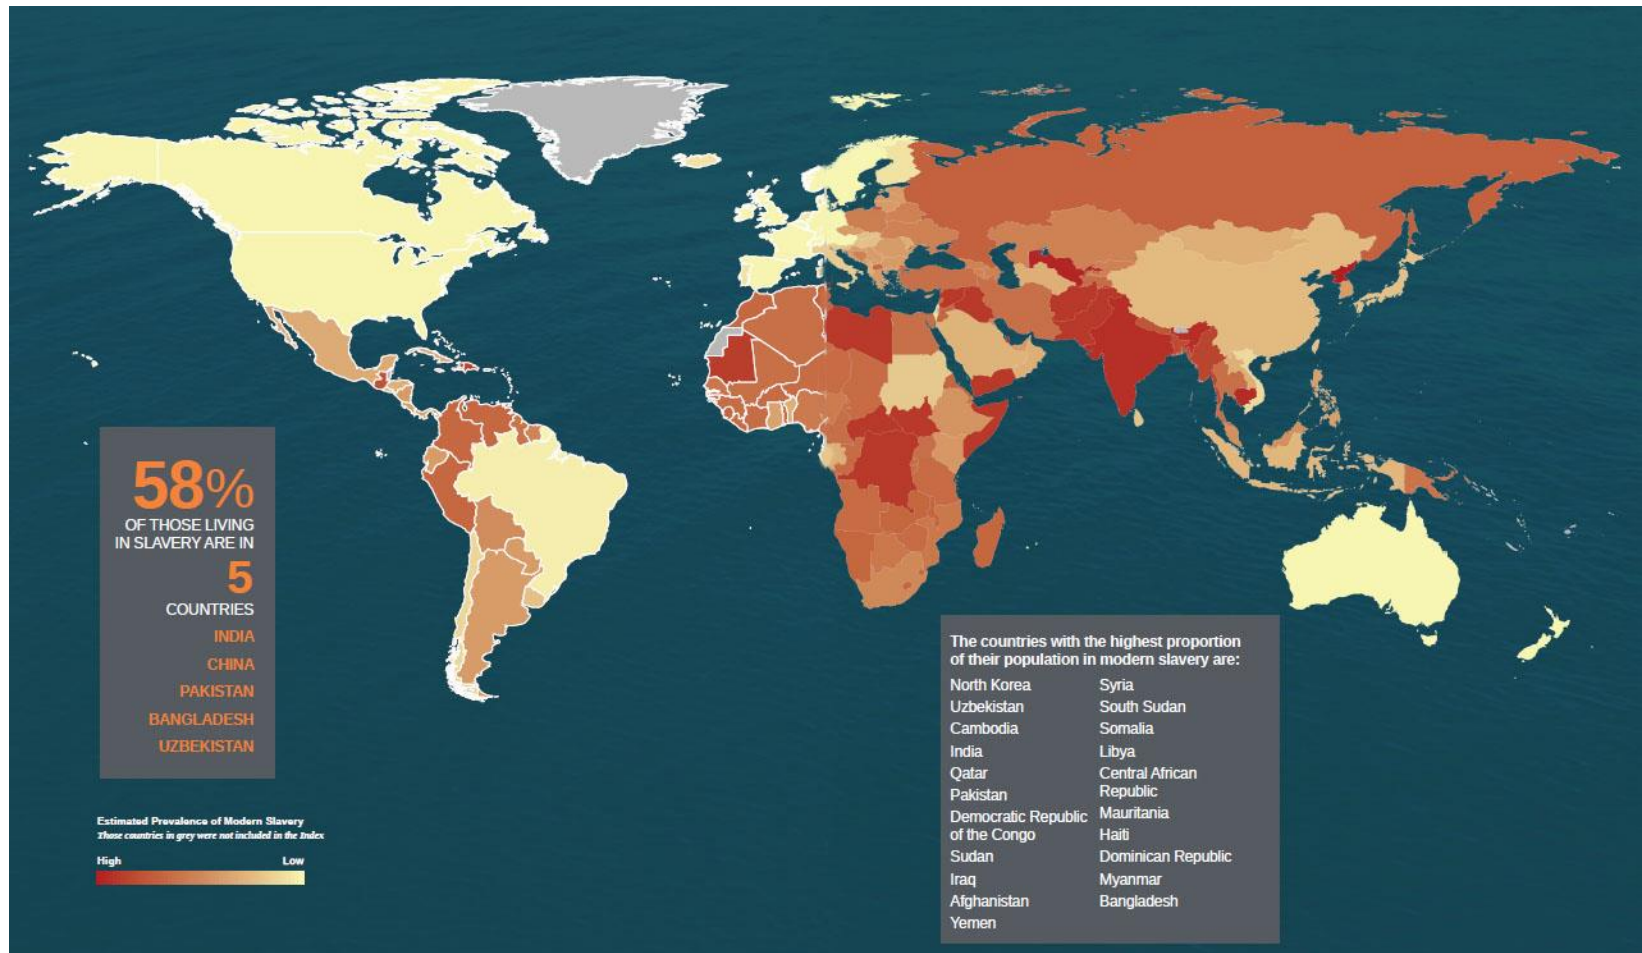 58%
OF THOSE LIVING
IN SLAVERY ARE IN
5
COUNTRIES
INDIA
CHINA
PAKISTAN
BANGLADESH
UZBEKISTAN
Estimated Prevalence of Modern Slavery
Those countries in grey were not included in the Index
High Low
The countries with the highest proportion
of their population in modern slavery are:
North Korea
Uzbekistan
Cambodia
India
Qatar
Pakistan
Democratic Republic
of the Congo
Sudan
Iraq
Afghanistan
Yemen
Syria
South Sudan
Somalia
Libya
Central African
Republic
Mauritania
Haiti
Dominican Republic
Myanmar
Bangladesh